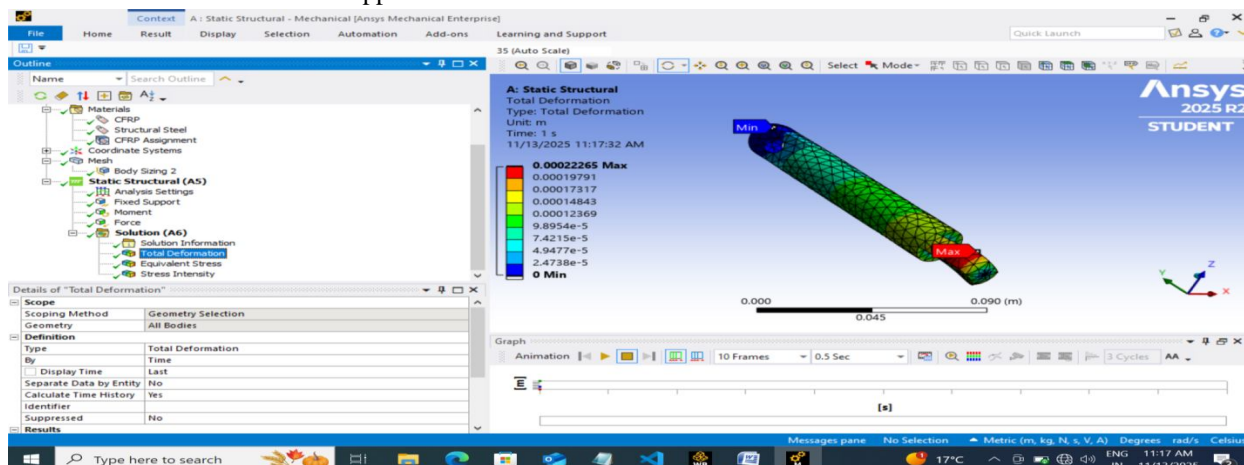 Context A : Static Structural - Mechanical [Ansys Mechanical Enterprise]
File Home Result Display Selection Automation Add-ons Learning and Support Quick Launch
35 (Auto Scale)
Outline
Name Search Outline
Select Mode
Materials
CFRP
Structural Steel
CFRP Assignment
Coordinate Systems
Mesh
Body Sizing 2
Static Structural (A5)
Analysis Settings
Fixed Support
Moment
Force
Solution (A6)
Solution Information
Total Deformation
Equivalent Stress
Stress Intensity
Details of "Total Deformation"
Scope
Scoping Method Geometry Selection
Geometry All Bodies
Definition
Type Total Deformation
By Time
Display Time Last
Separate Data by Entity No
Calculate Time History Yes
Identifier
Suppressed No
Results
A: Static Structural
Total Deformation
Type: Total Deformation
Unit: m
Time: 1 s
11/13/2025 11:17:32 AM
0.00022265 Max
0.00019791
0.00017317
0.00014843
0.00012369
9.8954e-5
7.4215e-5
4.9477e-5
2.4738e-5
0 Min
Min
Max
Ansys
2025 R2
STUDENT
Z
Y
X
0.000 0.090 (m)
0.045
Graph
Animation 10 Frames 0.5 Sec 3 Cycles AA
[s]
Messages pane No Selection Metric (m, kg, N, s, V, A) Degrees rad/s Celsius
Type here to search
17°C ENG 11:17 AM
IN 11/13/2025